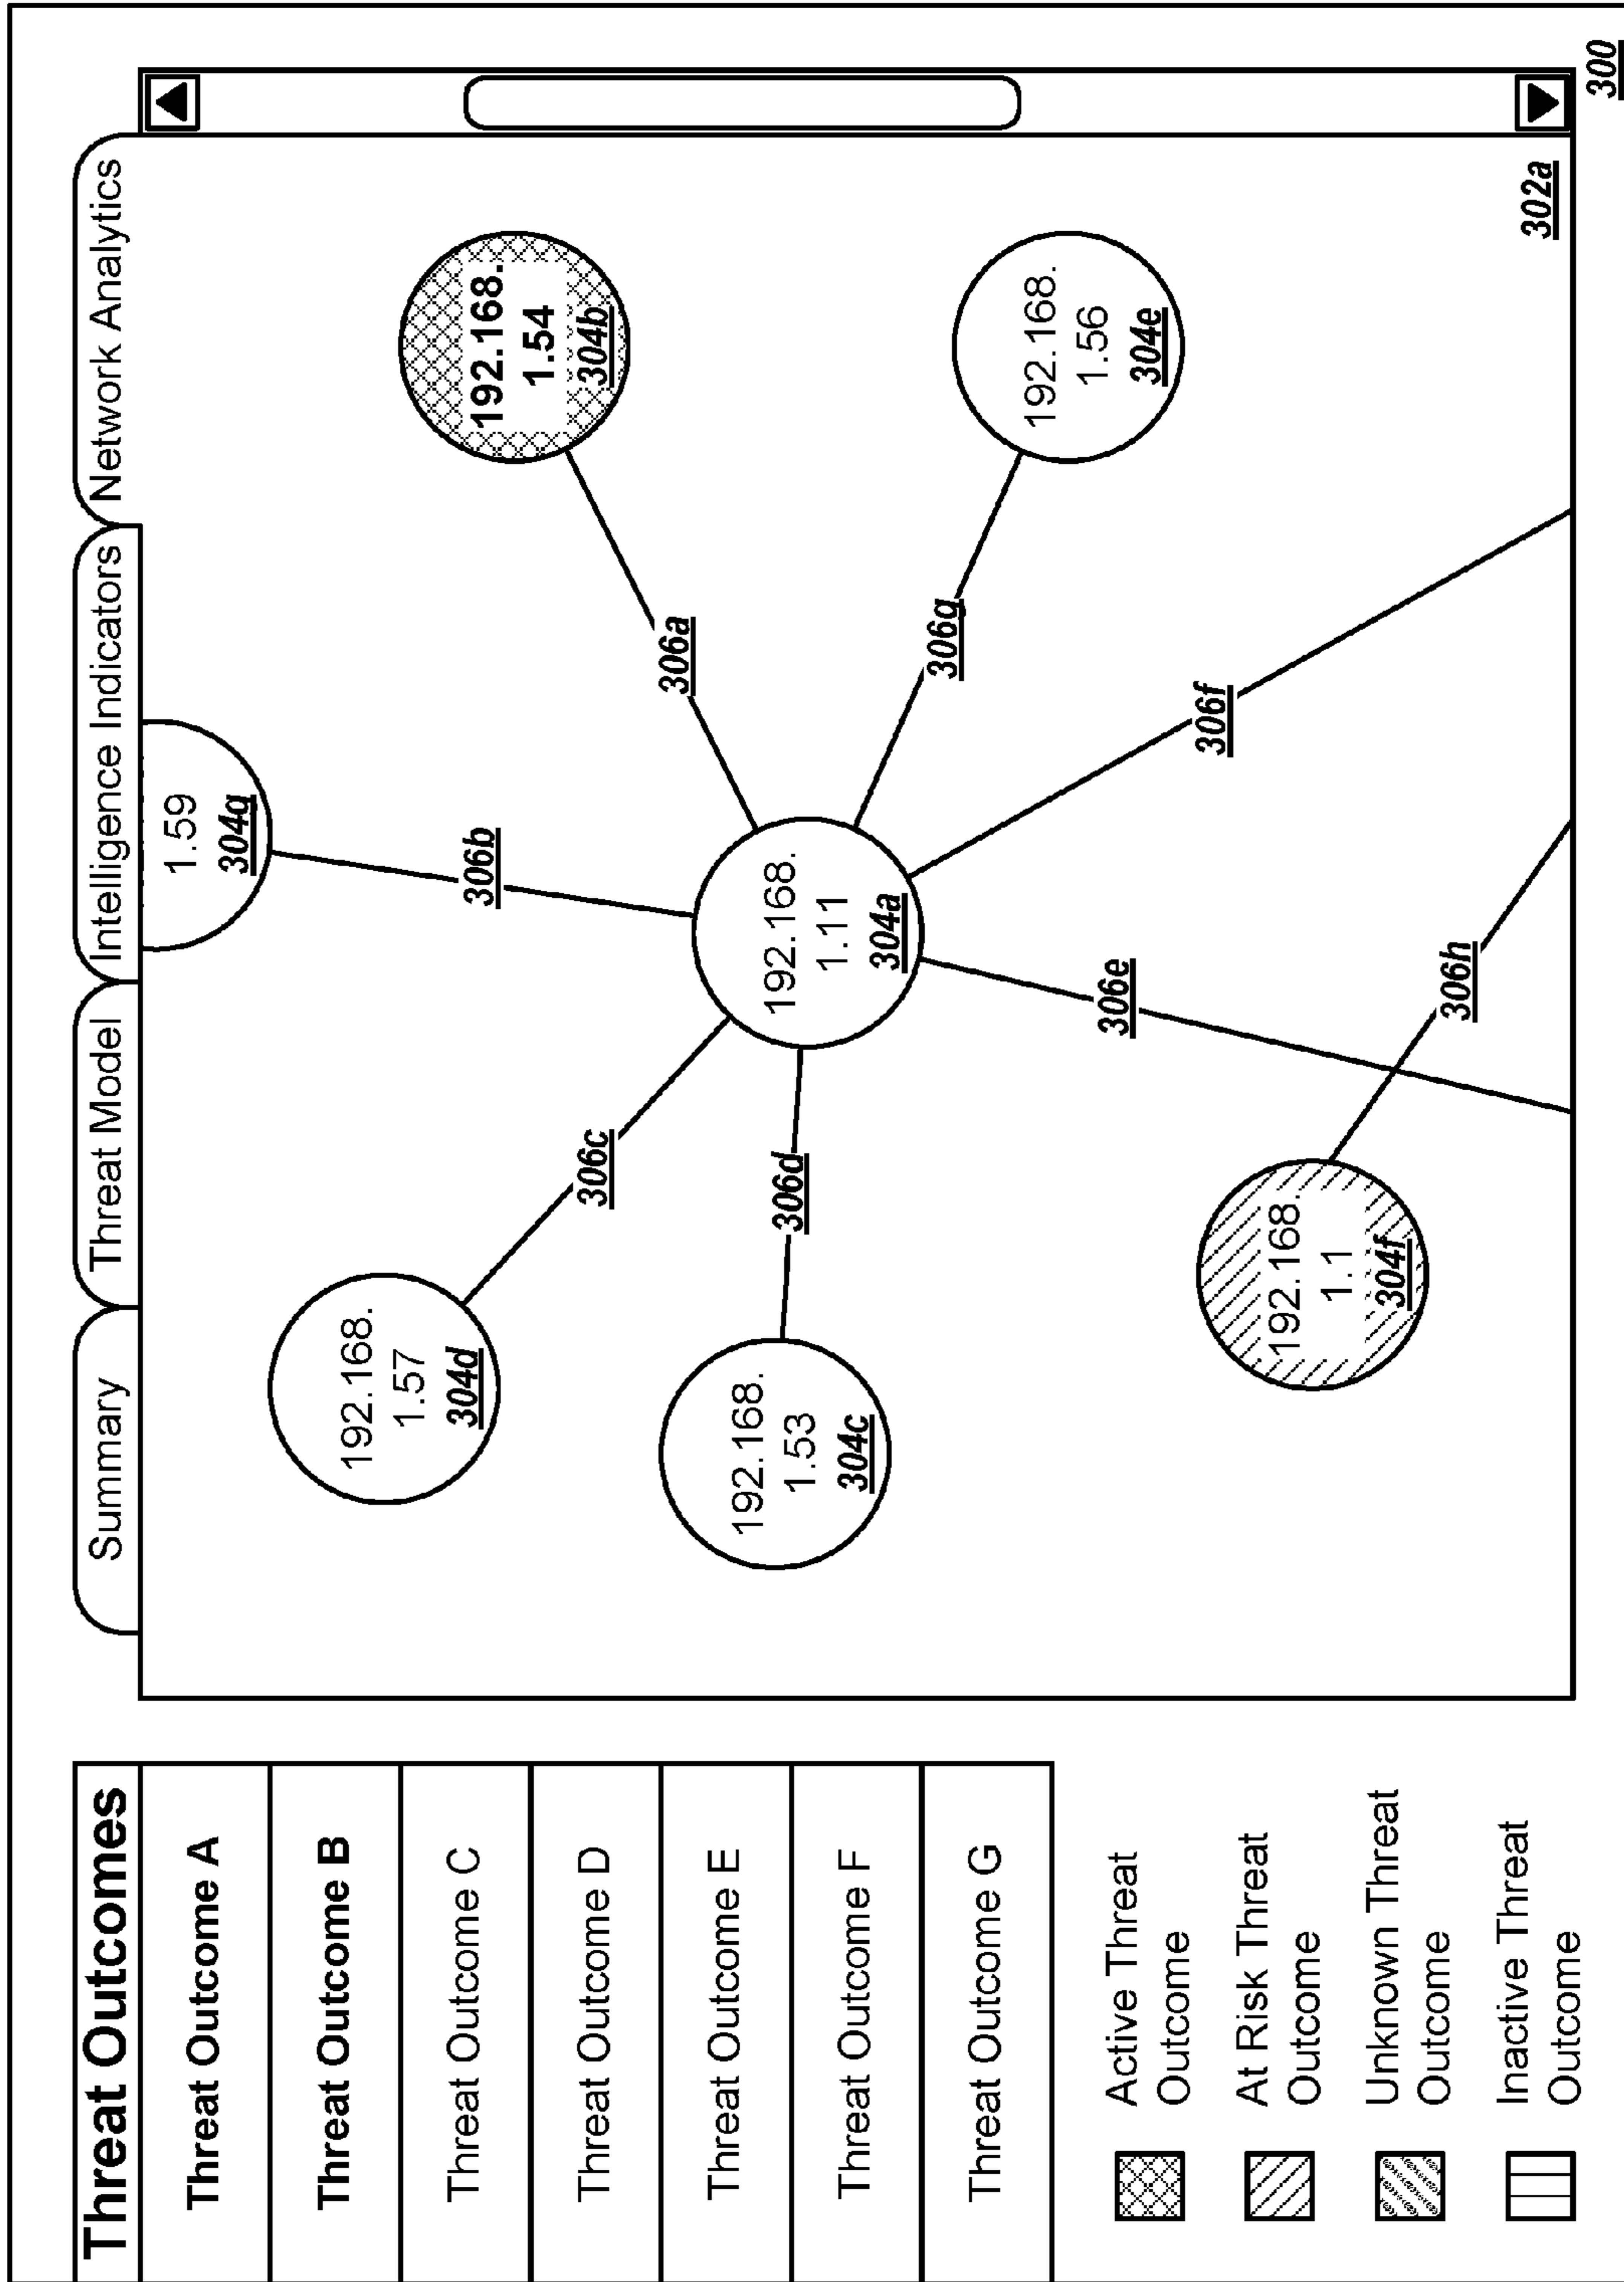 Threat Outcomes
Threat Outcome A
Threat Outcome B
Threat Outcome C
Threat Outcome D
Threat Outcome E
Threat Outcome F
Threat Outcome G
Active Threat
Outcome
At Risk Threat
Outcome
Unknown Threat
Outcome
Inactive Threat
Outcome
Summary
Threat Model
Intelligence Indicators
Network Analytics
1.59
304g
306b
192.168.
1.57
304d
306c
192.168.
1.54
304b
306a
192.168.
1.53
304c
306d
192.168.
1.11
304a
306g
192.168.
1.56
304e
306e
306f
192.168.
1.1
304f
306h
302a
300